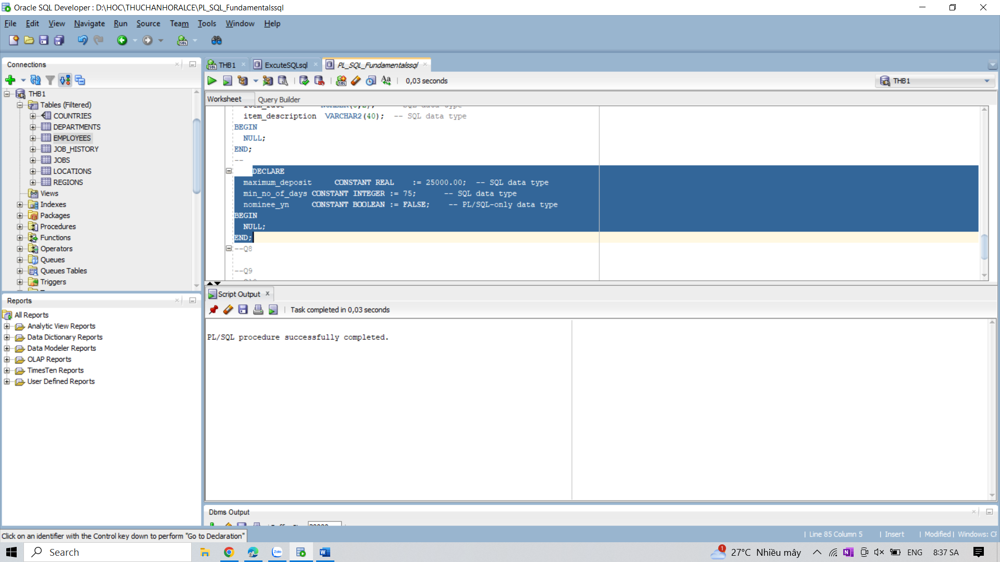 Oracle SQL Developer : D:\HOC\THUCHANHORALCE\PL_SQL_Fundamentalssql
File Edit View Navigate Run Source Team Tools Window Help
SQL
Connections
THB1
Tables (Filtered)
COUNTRIES
DEPARTMENTS
EMPLOYEES
JOB_HISTORY
JOBS
LOCATIONS
REGIONS
Views
Indexes
Packages
Procedures
Functions
Operators
Queues
Queues Tables
Triggers
Reports
All Reports
Analytic View Reports
Data Dictionary Reports
Data Modeler Reports
OLAP Reports
TimesTen Reports
User Defined Reports
THB1 ExcuteSQLsql PL_SQL_Fundamentalssql
0,03 seconds THB1
Worksheet Query Builder
item_description VARCHAR2(40); -- SQL data type
BEGIN
NULL;
END;
--
DECLARE
maximum_deposit CONSTANT REAL := 25000.00; -- SQL data type
min_no_of_days CONSTANT INTEGER := 75; -- SQL data type
nominee_yn CONSTANT BOOLEAN := FALSE; -- PL/SQL-only data type
BEGIN
NULL;
END;
--Q8
--Q9
Script Output
Task completed in 0,03 seconds
PL/SQL procedure successfully completed.
Dbms Output
Click on an identifier with the Control key down to perform "Go to Declaration"
Line 85 Column 5 Insert Modified Windows: CF
Search Zalo W 1 27°C Nhiều mây N ENG 8:37 SA